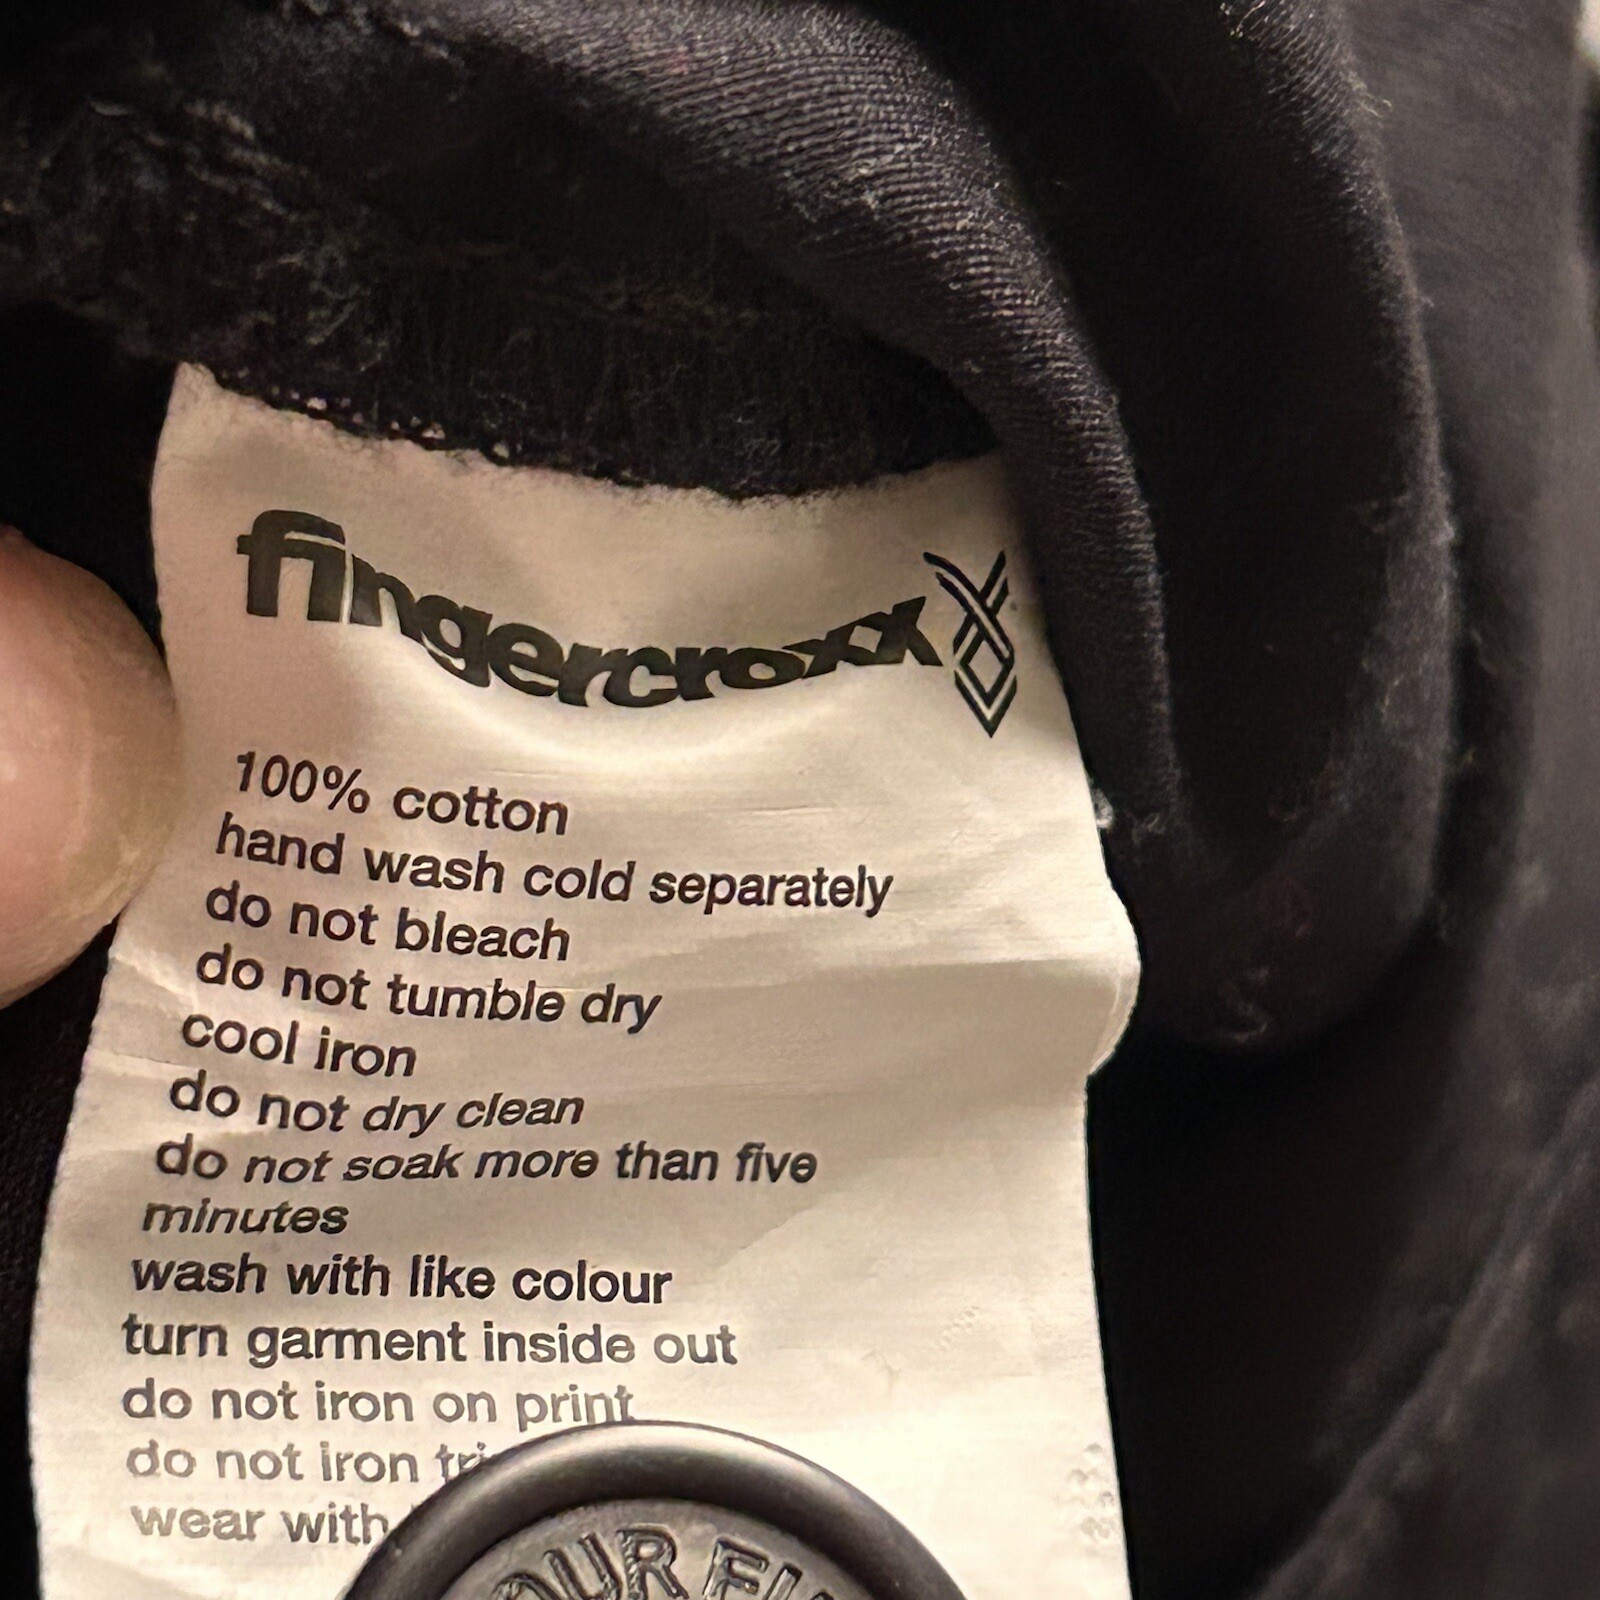 fingercroxx
100% cotton
hand wash cold separately
do not bleach
do not tumble dry
cool iron
do not dry clean
do not soak more than five
minutes
wash with like colour
turn garment inside out
do not iron on print
do not iron
wear with
OUR